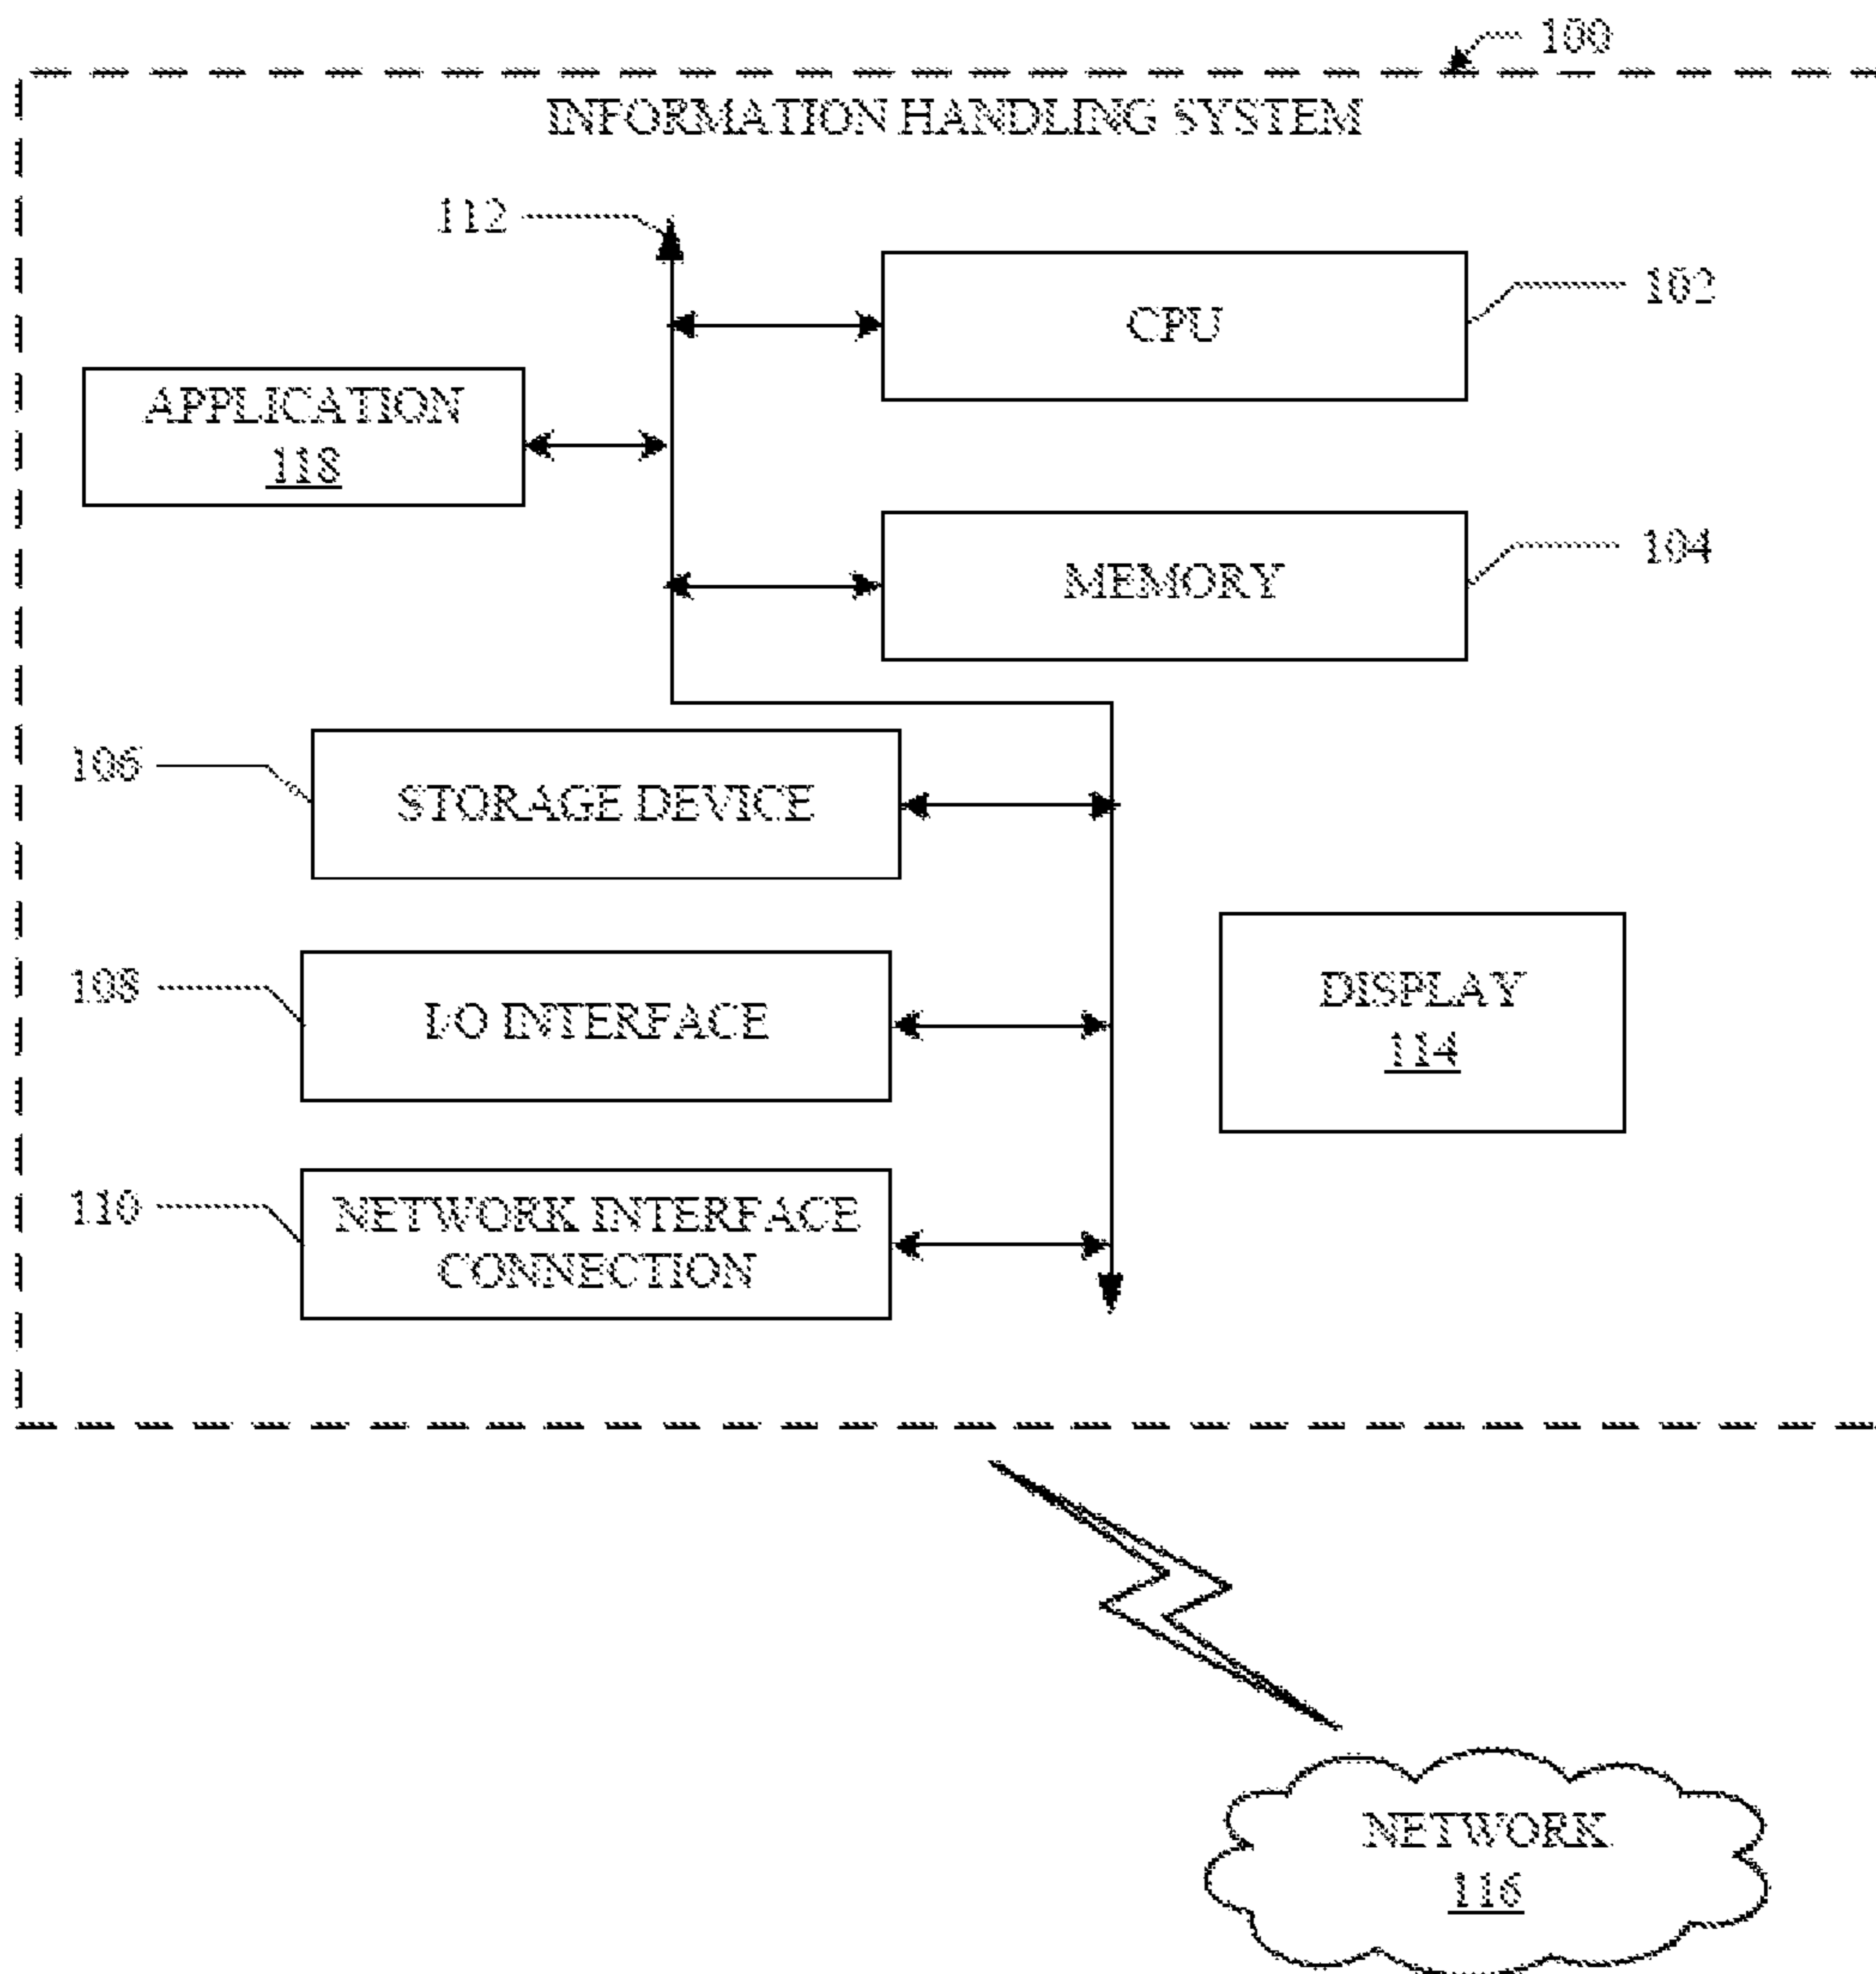 100
INFORMATION HANDLING SYSTEM
112
CPU
102
APPLICATION
118
MEMORY
104
106
STORAGE DEVICE
108
I/O INTERFACE
DISPLAY
114
110
NETWORK INTERFACE
CONNECTION
NETWORK
116